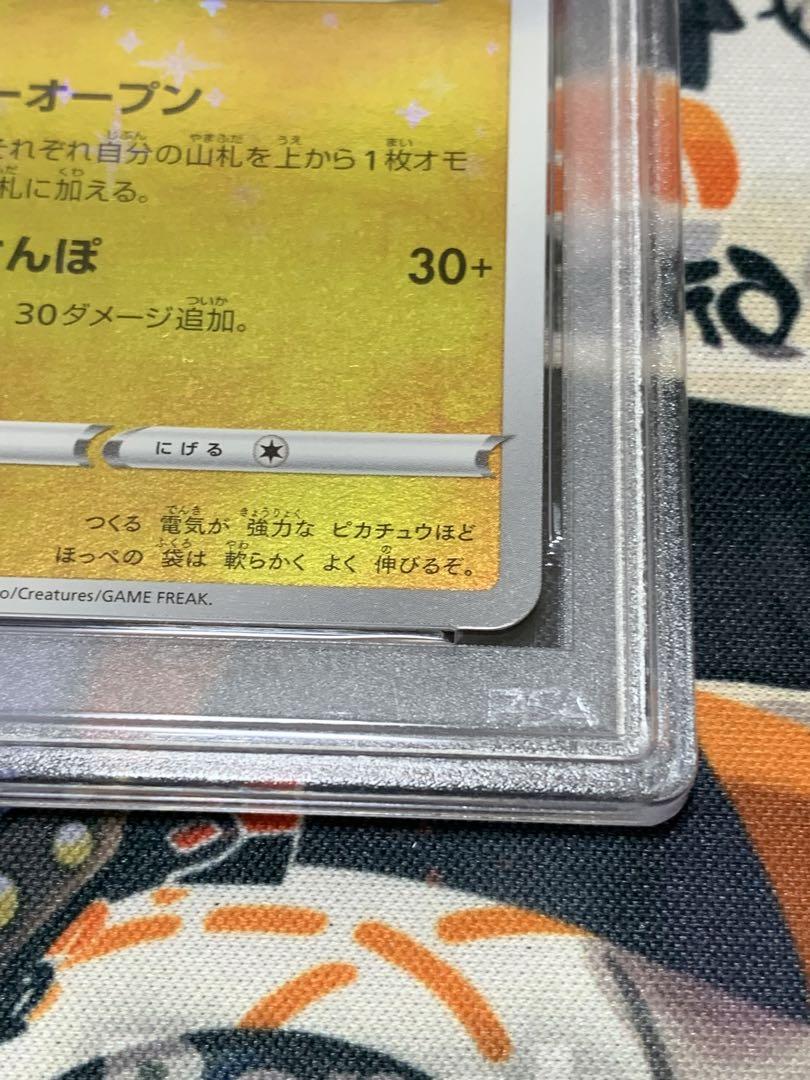 ーオープン
それぞれ自分の山札を上から1枚オモ
札に加える。
んぽ 30+
30ダメージ追加。
にげる
つくる 電気が 強力な ピカチュウほど
ほっぺの 袋は 軟らかく よく 伸びるぞ。
o/Creatures/GAME FREAK.
PSA